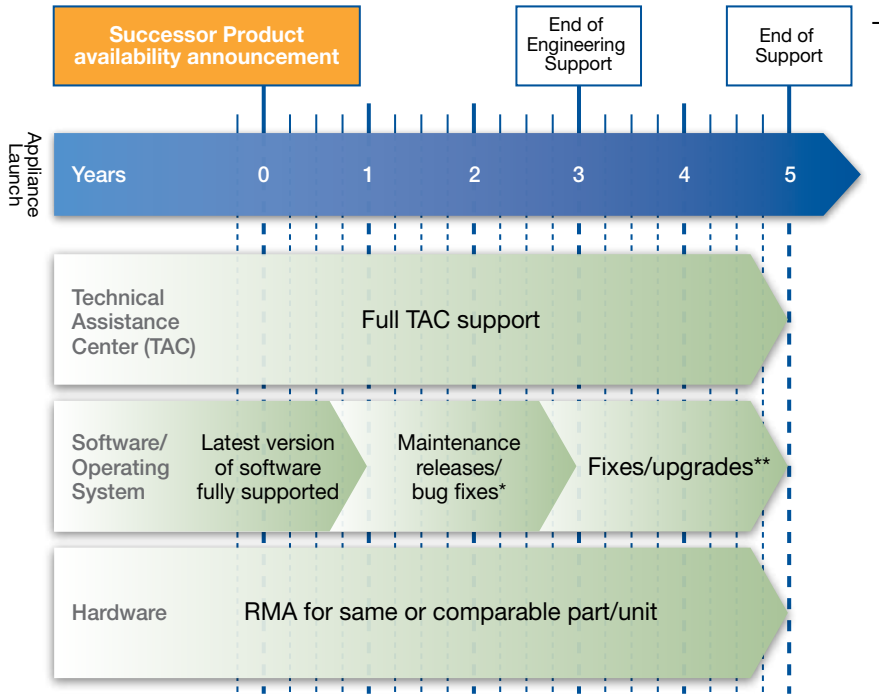 Successor Product
availability announcement
End of
Engineering
Support
End of
Support
Appliance
Launch
Years 0 1 2 3 4 5
Technical
Assistance
Center (TAC)
Full TAC support
Software/
Operating
System
Latest version
of software
fully supported
Maintenance
releases/
bug fixes*
Fixes/upgrades**
Hardware
RMA for same or comparable part/unit